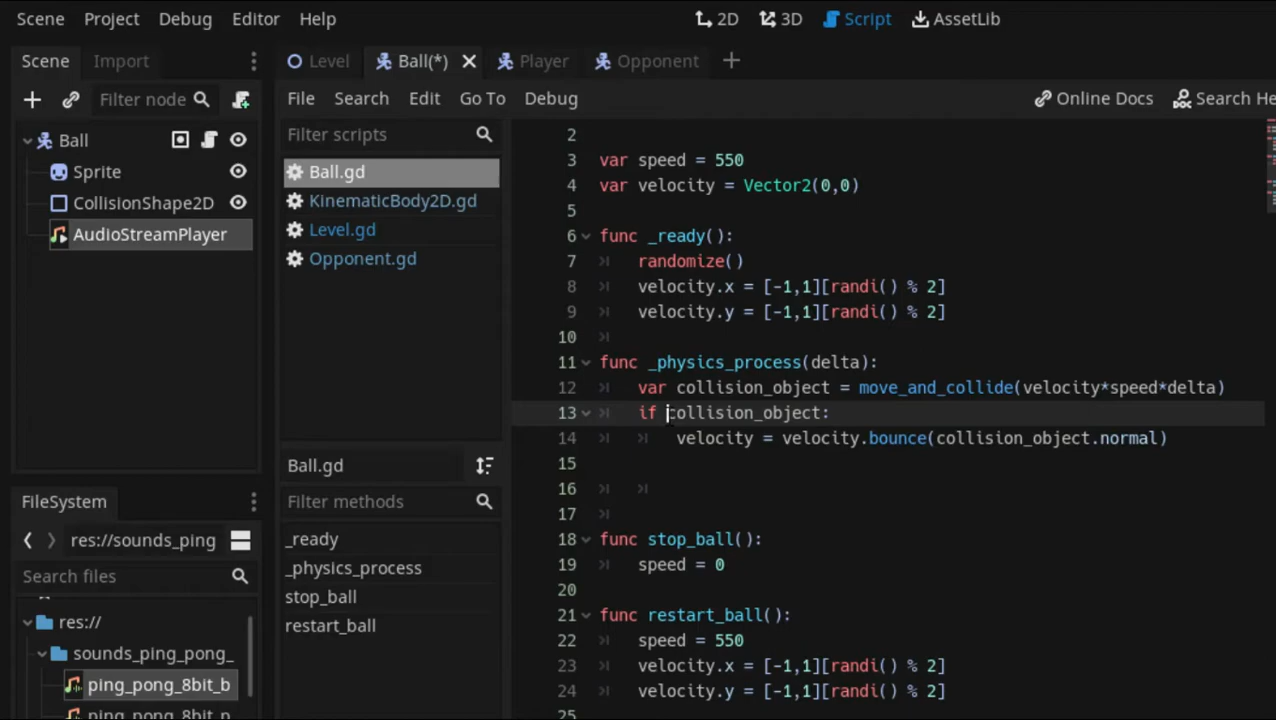 Scene Project Debug Editor Help 2D 3D Script AssetLib
Scene Import
Level Ball(*) Player Opponent
Filter node
File Search Edit Go To Debug Online Docs Search He
Ball
Sprite
CollisionShape2D
AudioStreamPlayer
Filter scripts
Ball.gd
KinematicBody2D.gd
Level.gd
Opponent.gd
Ball.gd
Filter methods
_ready
_physics_process
stop_ball
restart_ball
FileSystem
res://sounds_ping
Search files
res://
sounds_ping_pong_
ping_pong_8bit_b
ping_pong_8bit_p
2
3 var speed = 550
4 var velocity = Vector2(0,0)
5
6 func _ready():
7 randomize()
8 velocity.x = [-1,1][randi() % 2]
9 velocity.y = [-1,1][randi() % 2]
10
11 func _physics_process(delta):
12 var collision_object = move_and_collide(velocity*speed*delta)
13 if collision_object:
14 velocity = velocity.bounce(collision_object.normal)
15
16
17
18 func stop_ball():
19 speed = 0
20
21 func restart_ball():
22 speed = 550
23 velocity.x = [-1,1][randi() % 2]
24 velocity.y = [-1,1][randi() % 2]
25